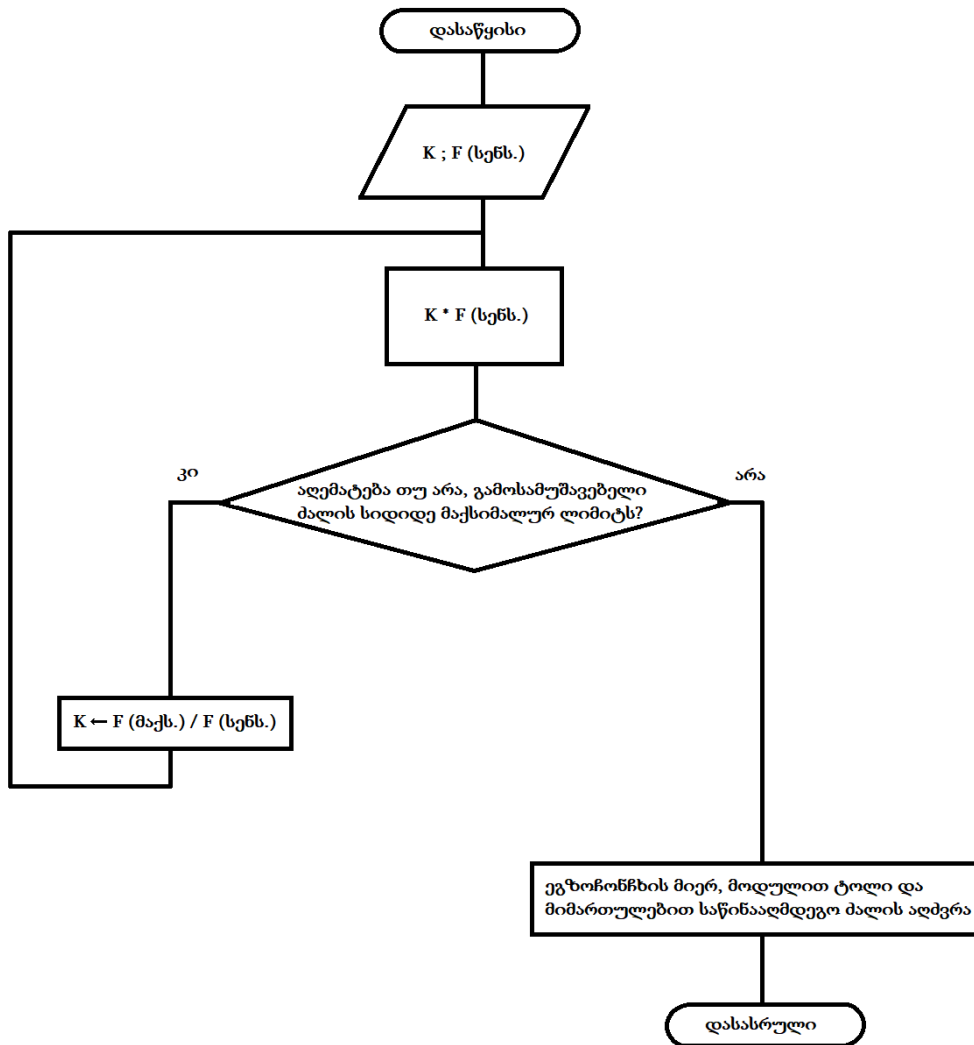 დასაწყისი
K ; F (სენს.)
K * F (სენს.)
კი
არა
აღემატება თუ არა, გამოსამუშავებელი
ძალის სიდიდე მაქსიმალურ ლიმიტს?
K ← F (მაქს.) / F (სენს.)
ეგზოჩონჩხის მიერ, მოდულით ტოლი და
მიმართულებით საწინააღმდეგო ძალის აღძვრა
დასასრული